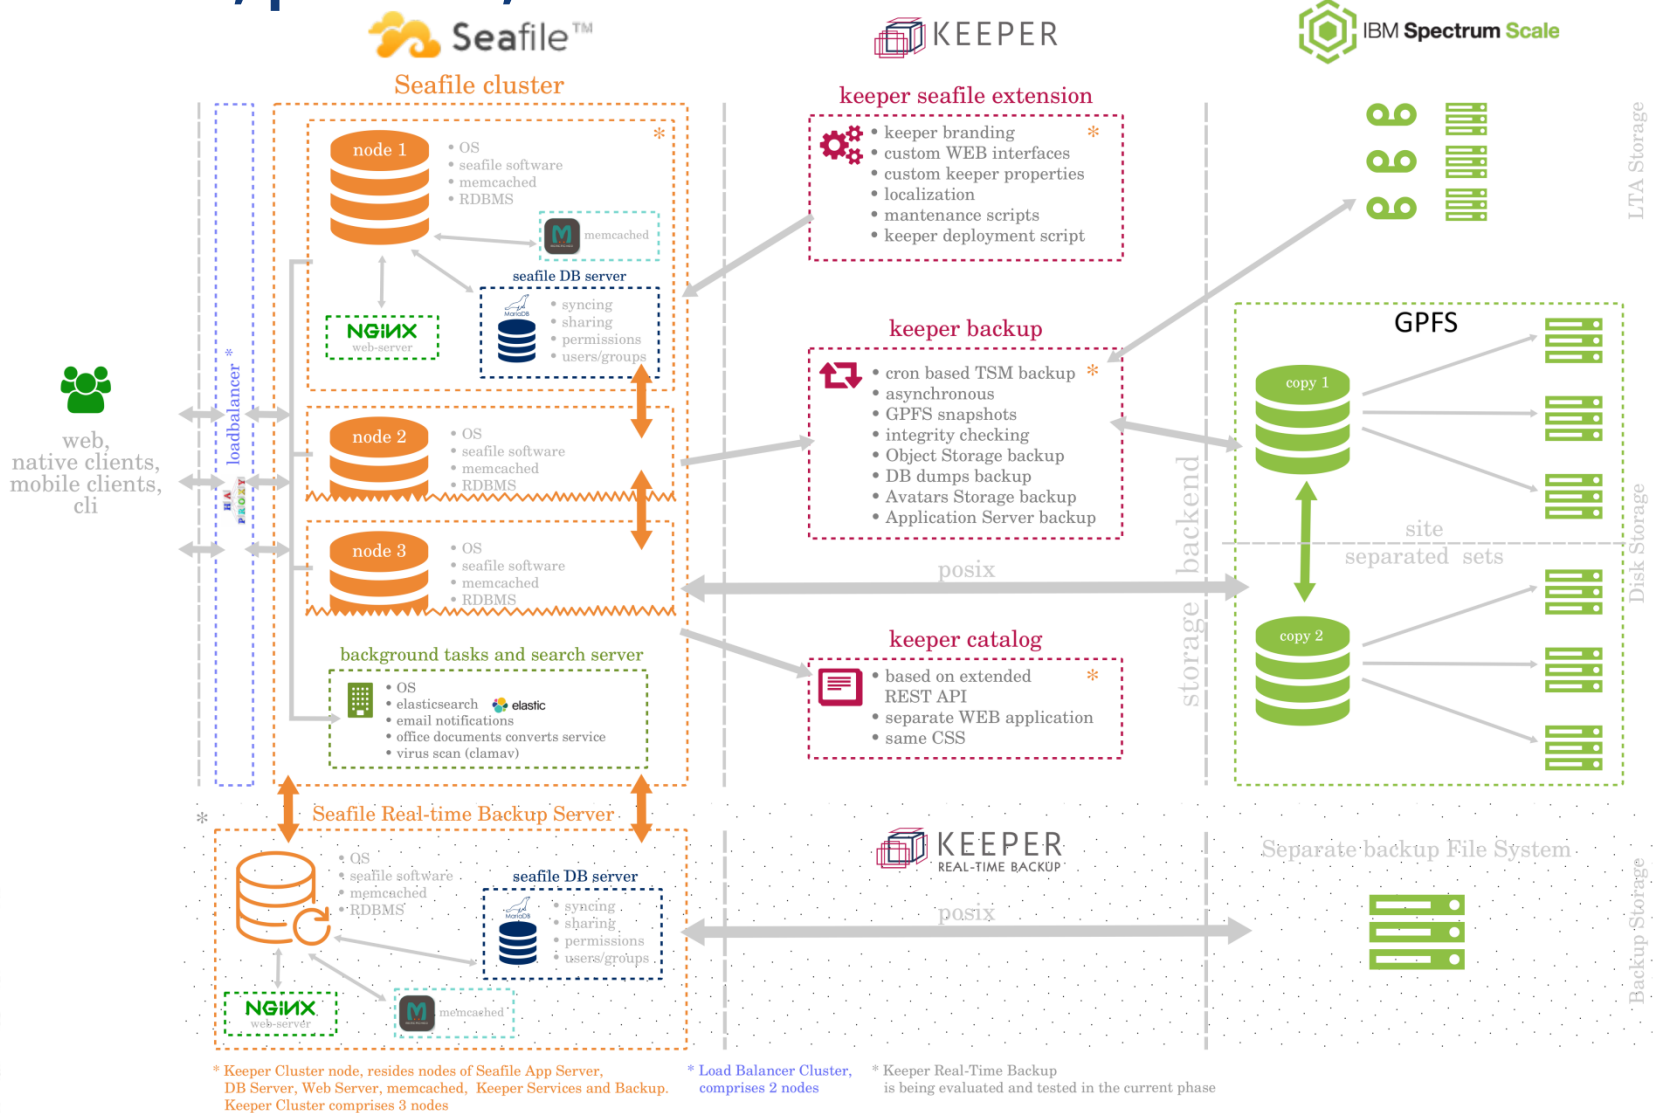 Seafile™
KEEPER
IBM Spectrum Scale
Seafile cluster
node 1
*
• OS
• seafile software
• memcached
• RDBMS
memcached
seafile DB server
MariaDB
• syncing
• sharing
• permissions
• users/groups
NGiNX
web-server
node 2
• OS
• seafile software
• memcached
• RDBMS
node 3
• OS
• seafile software
• memcached
• RDBMS
background tasks and search server
• OS
• elasticsearch
elastic
• email notifications
• office documents converts service
• virus scan (clamav)
web,
native clients,
mobile clients,
cli
loadbalancer *
HA
PROXY
keeper seafile extension
• keeper branding
*
• custom WEB interfaces
• custom keeper properties
• localization
• mantenance scripts
• keeper deployment script
keeper backup
• cron based TSM backup *
• asynchronous
• GPFS snapshots
• integrity checking
• Object Storage backup
• DB dumps backup
• Avatars Storage backup
• Application Server backup
posix
keeper catalog
• based on extended
*
REST API
• separate WEB application
• same CSS
storage backend
LTA Storage
GPFS
copy 1
site
separated sets
copy 2
Disk Storage
*
Seafile Real-time Backup Server
• OS
• seafile software
• memcached
• RDBMS
seafile DB server
MariaDB
• syncing
• sharing
• permissions
• users/groups
NGiNX
web-server
memcached
KEEPER
REAL-TIME BACKUP
posix
Separate backup File System
Backup Storage
* Keeper Cluster node, resides nodes of Seafile App Server,
DB Server, Web Server, memcached, Keeper Services and Backup.
Keeper Cluster comprises 3 nodes
* Load Balancer Cluster,
comprises 2 nodes
* Keeper Real-Time Backup
is being evaluated and tested in the current phase